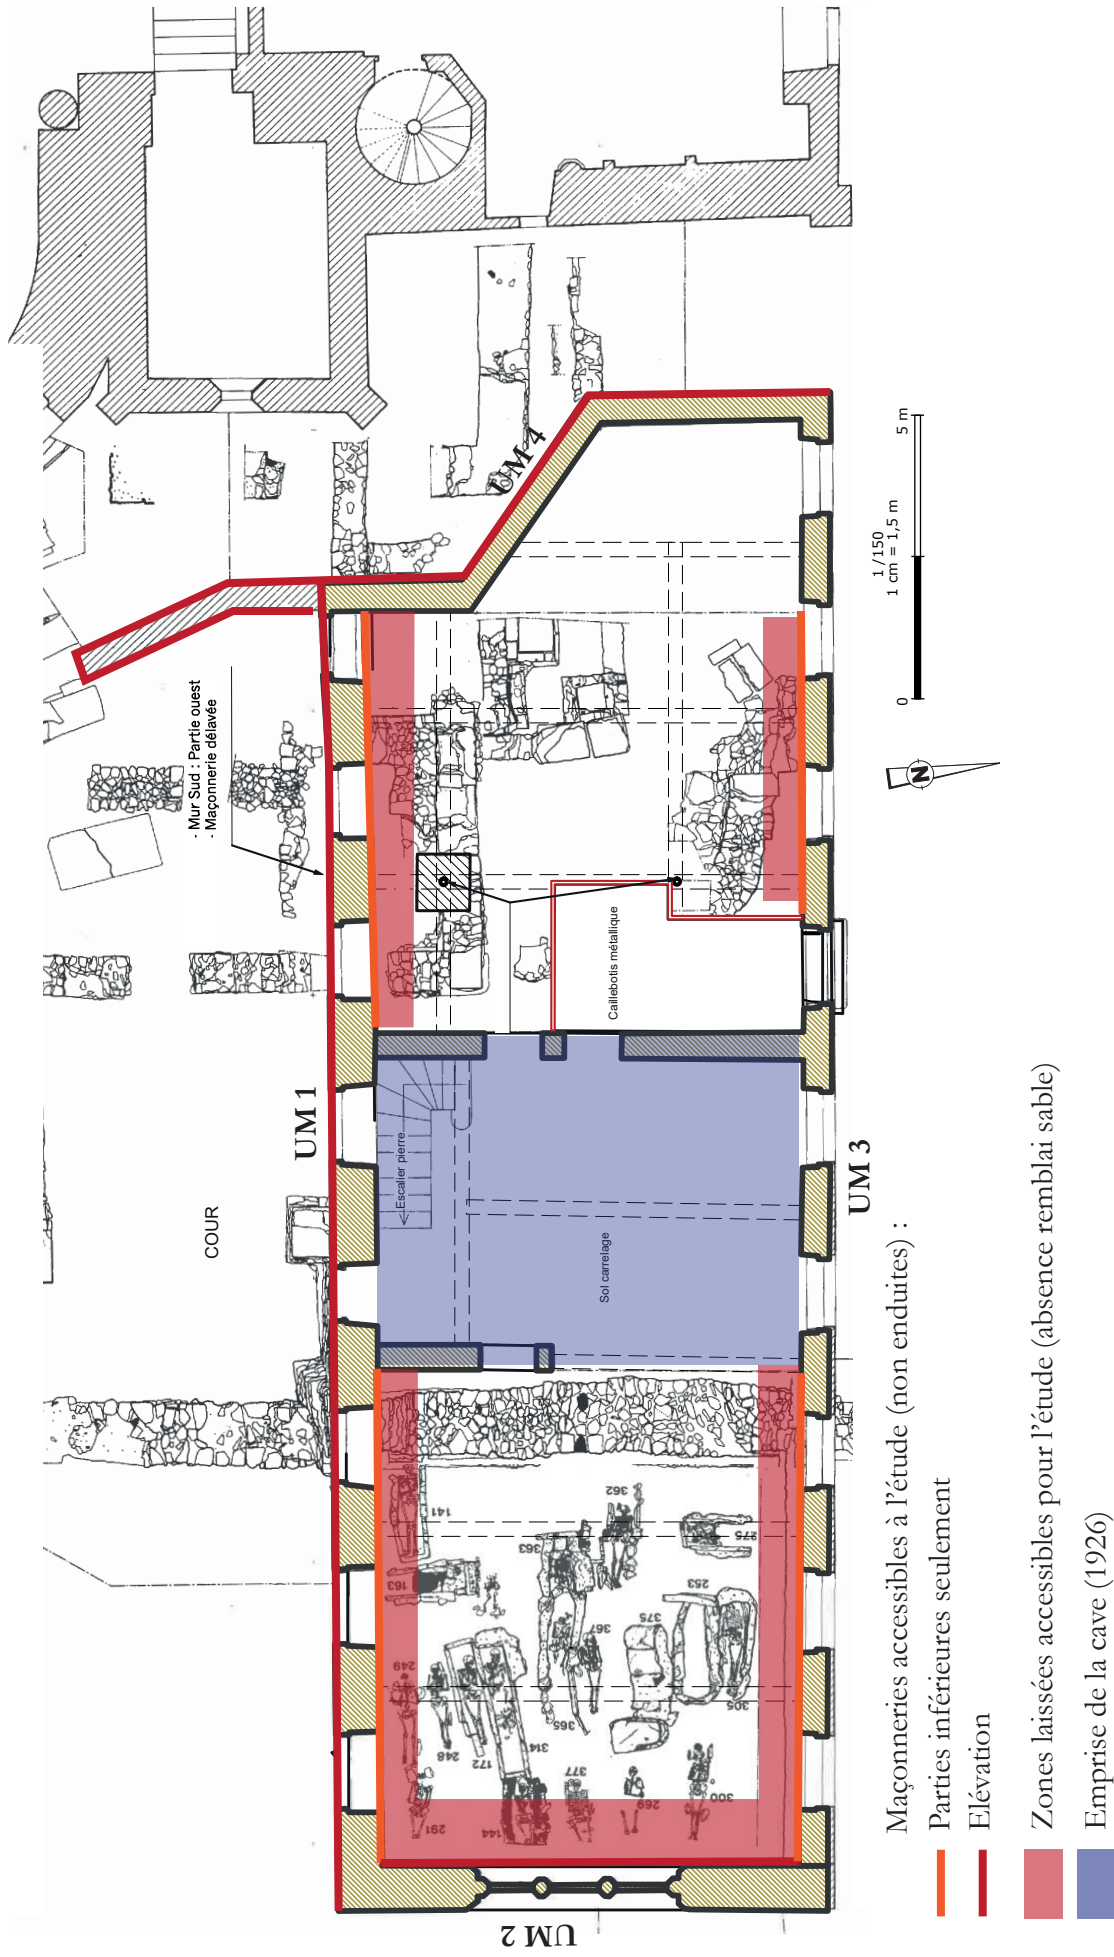 - Mur Sud : Partie ouest
- Maçonnerie délavée
UM 4
UM 1
COUR
Escalier pierre
Sol carrelage
Caillebotis métallique
UM 3
UM 2
141
163
249
248
172
314
291
144
362
363
367
365
377
269
375
253
275
305
300
0
5 m
1/150
1 cm = 1,5 m
N
Maçonneries accessibles à l'étude (non enduites) :
Parties inférieures seulement
Elévation
Zones laissées accessibles pour l'étude (absence remblai sable)
Emprise de la cave (1926)